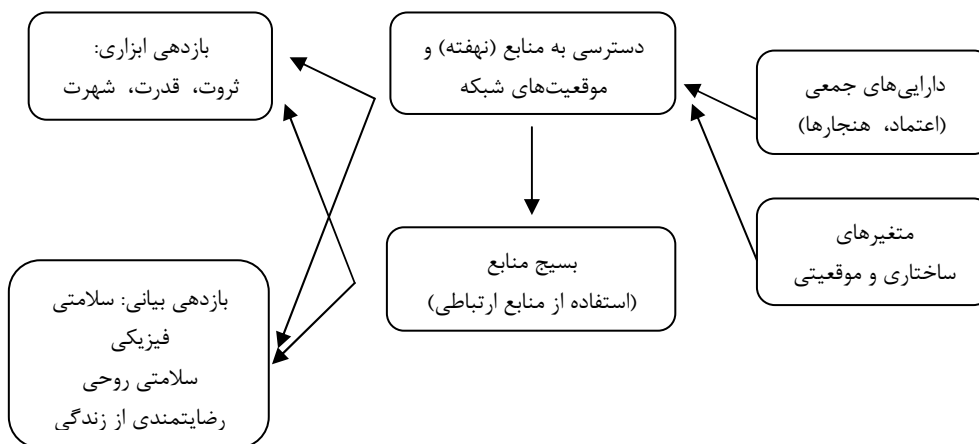 دارایی‌های جمعی
(اعتماد، هنجارها)
متغیرهای
ساختاری و موقعیتی
دسترسی به منابع (نهفته) و
موقعیت‌های شبکه
بسیج منابع
(استفاده از منابع ارتباطی)
بازدهی ابزاری:
ثروت، قدرت، شهرت
بازدهی بیانی: سلامتی
فیزیکی
سلامتی روحی
رضایتمندی از زندگی